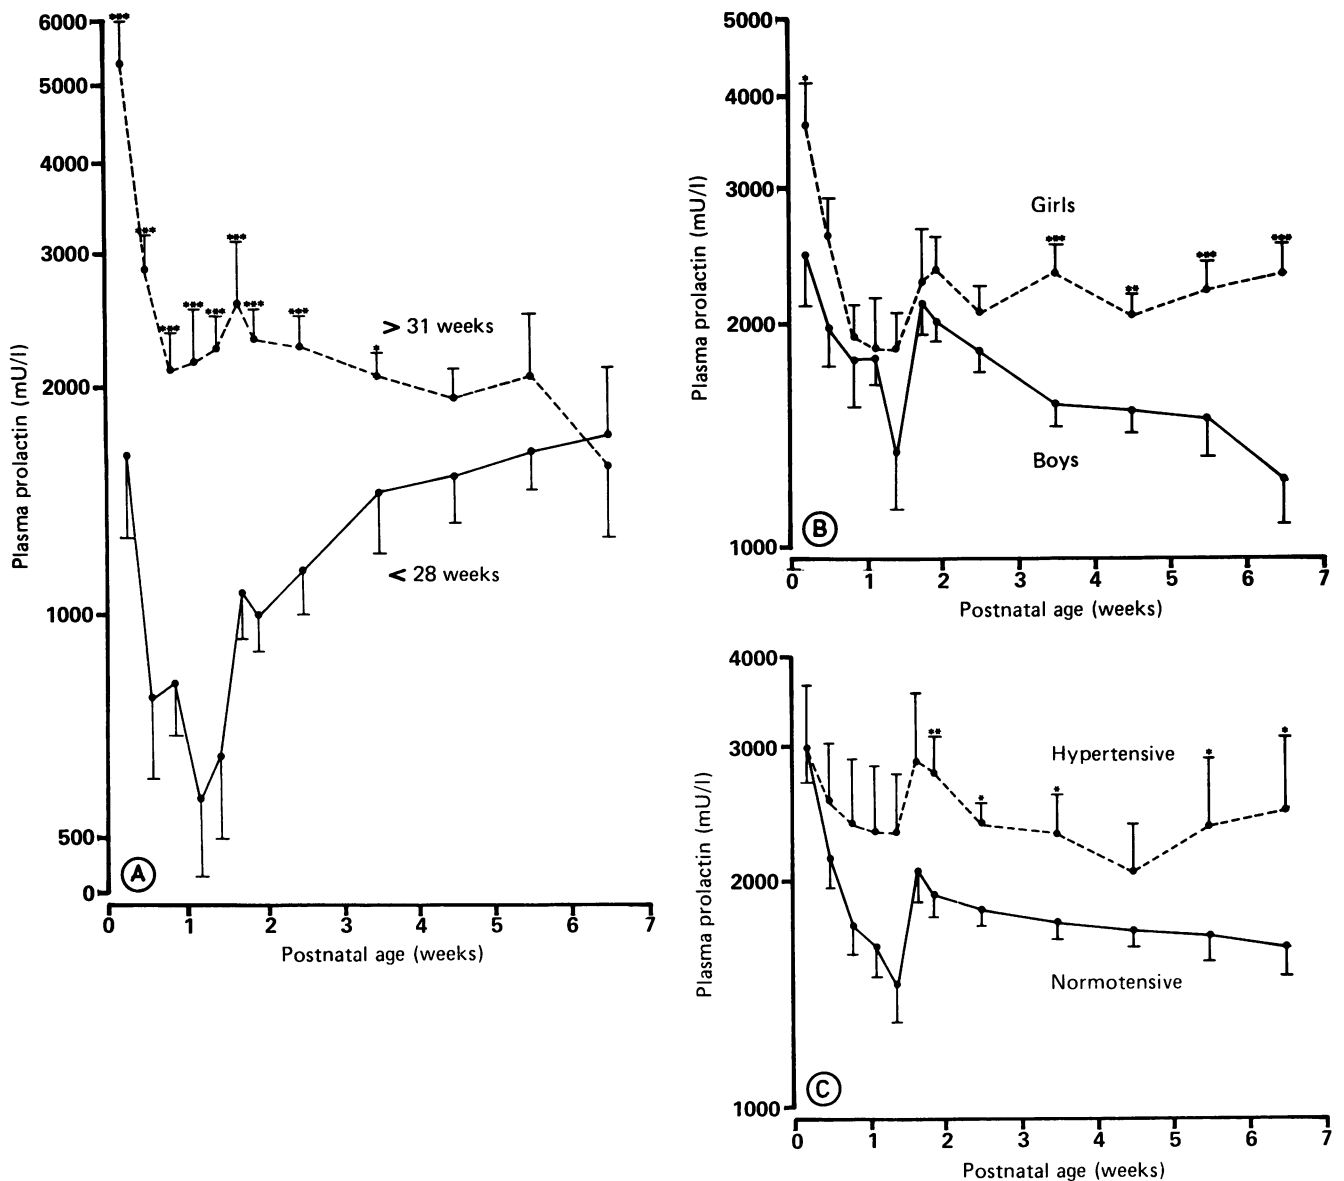 6000
5000
4000
3000
2000
1000
500
0
Plasma prolactin (mU/l)
***
***
***
***
***
***
***
***
*
> 31 weeks
< 28 weeks
A
0 1 2 3 4 5 6 7
Postnatal age (weeks)
5000
4000
3000
2000
1000
Plasma prolactin (mU/l)
*
***
**
***
***
Girls
Boys
B
0 1 2 3 4 5 6 7
Postnatal age (weeks)
4000
3000
2000
1000
Plasma prolactin (mU/l)
**
*
*
*
*
Hypertensive
Normotensive
C
0 1 2 3 4 5 6 7
Postnatal age (weeks)